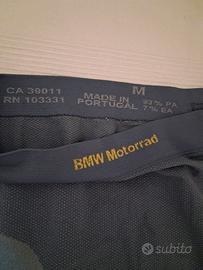 CA 39011
RN 103331
MADE IN
PORTUGAL
M
93% PA
7% EA
BMW Motorrad
subito